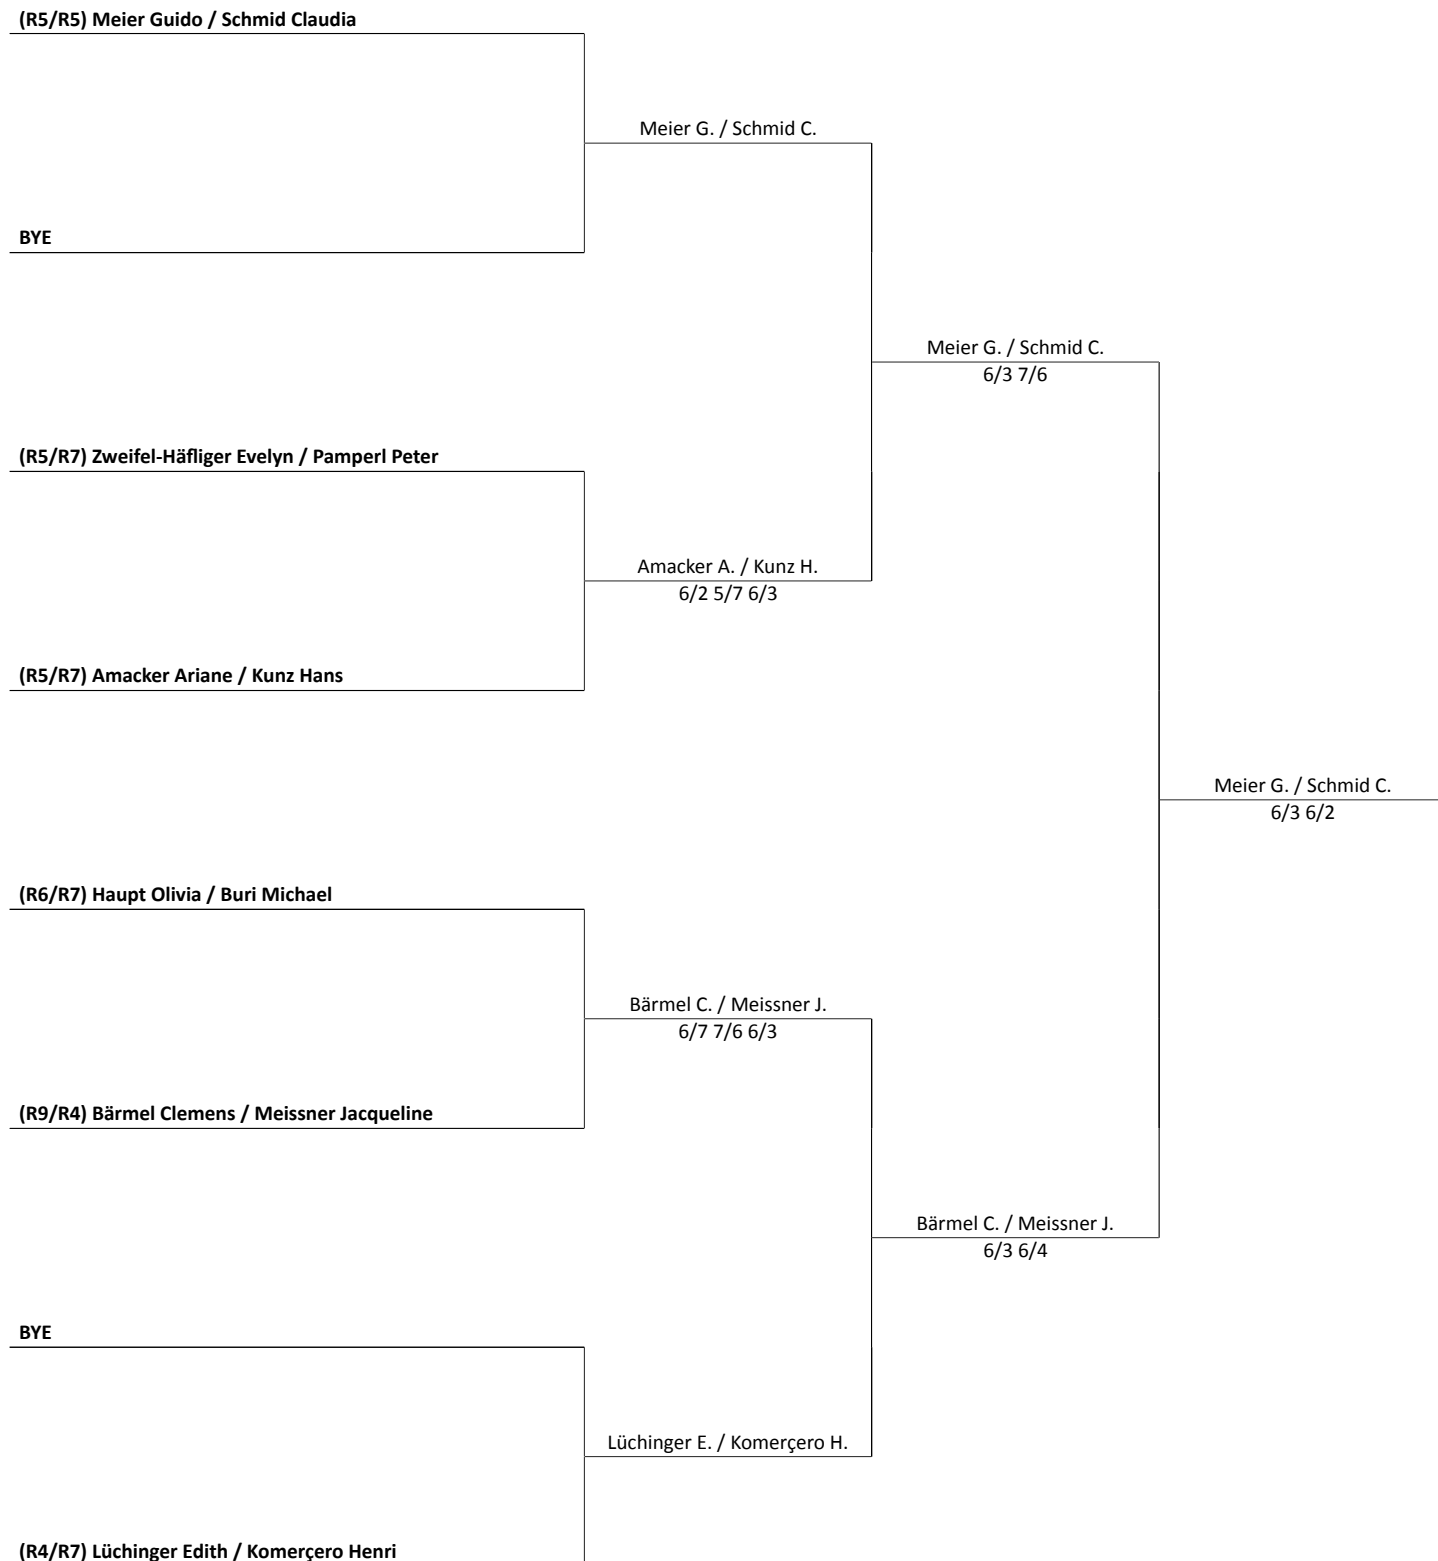 (R5/R5) Meier Guido / Schmid Claudia
Meier G. / Schmid C.
BYE
Meier G. / Schmid C.
6/3 7/6
(R5/R7) Zweifel-Häfliger Evelyn / Pamperl Peter
Amacker A. / Kunz H.
6/2 5/7 6/3
(R5/R7) Amacker Ariane / Kunz Hans
Meier G. / Schmid C.
6/3 6/2
(R6/R7) Haupt Olivia / Buri Michael
Bärmel C. / Meissner J.
6/7 7/6 6/3
(R9/R4) Bärmel Clemens / Meissner Jacqueline
Bärmel C. / Meissner J.
6/3 6/4
BYE
Lüchinger E. / Komerçero H.
(R4/R7) Lüchinger Edith / Komerçero Henri